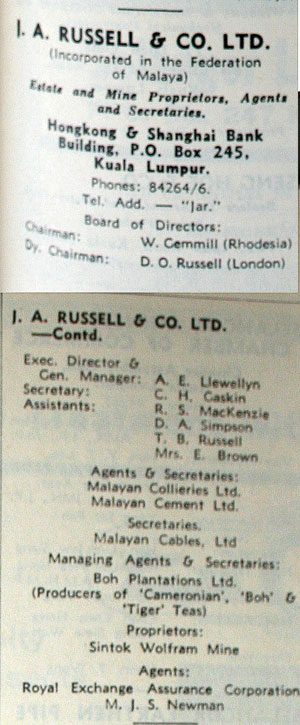 J. A. RUSSELL & CO. LTD.
(Incorporated in the Federation
of Malaya)
Estate and Mine Proprietors, Agents
and Secretaries.
Hongkong & Shanghai Bank
Building, P.O. Box 245,
Kuala Lumpur.
Phones: 84264/6.
Tel. Add. — "Jar."
Board of Directors:
Chairman: W. Gemmill (Rhodesia)
Dy. Chairman: D. O. Russell (London)
J. A. RUSSELL & CO. LTD.
—Contd.
Exec. Director &
Gen. Manager: A. E. Llewellyn
Secretary: C. H. Gaskin
Assistants: R. S. MacKenzie
D. A. Simpson
T. B. Russell
Mrs. E. Brown
Agents & Secretaries:
Malayan Collieries Ltd.
Malayan Cement Ltd.
Secretaries.
Malayan Cables, Ltd
Managing Agents & Secretaries:
Boh Plantations Ltd.
(Producers of 'Cameronian', 'Boh' &
'Tiger' Teas)
Proprietors:
Sintok Wolfram Mine
Agents:
Royal Exchange Assurance Corporation
M. J. S. Newman